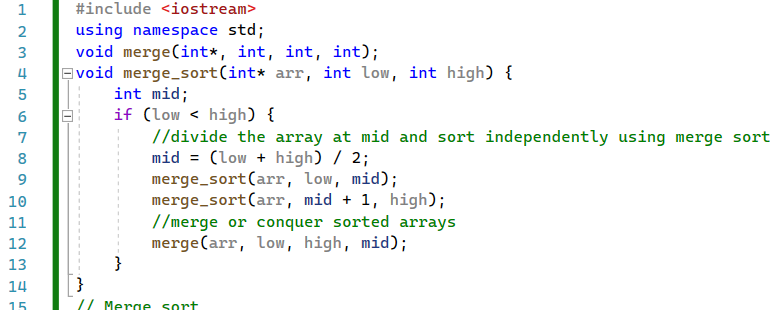 1 #include <iostream>
2 using namespace std;
3 void merge(int*, int, int, int);
4 void merge_sort(int* arr, int low, int high) {
5 int mid;
6 if (low < high) {
7 //divide the array at mid and sort independently using merge sort
8 mid = (low + high) / 2;
9 merge_sort(arr, low, mid);
10 merge_sort(arr, mid + 1, high);
11 //merge or conquer sorted arrays
12 merge(arr, low, high, mid);
13 }
14 }
15 // Merge sort